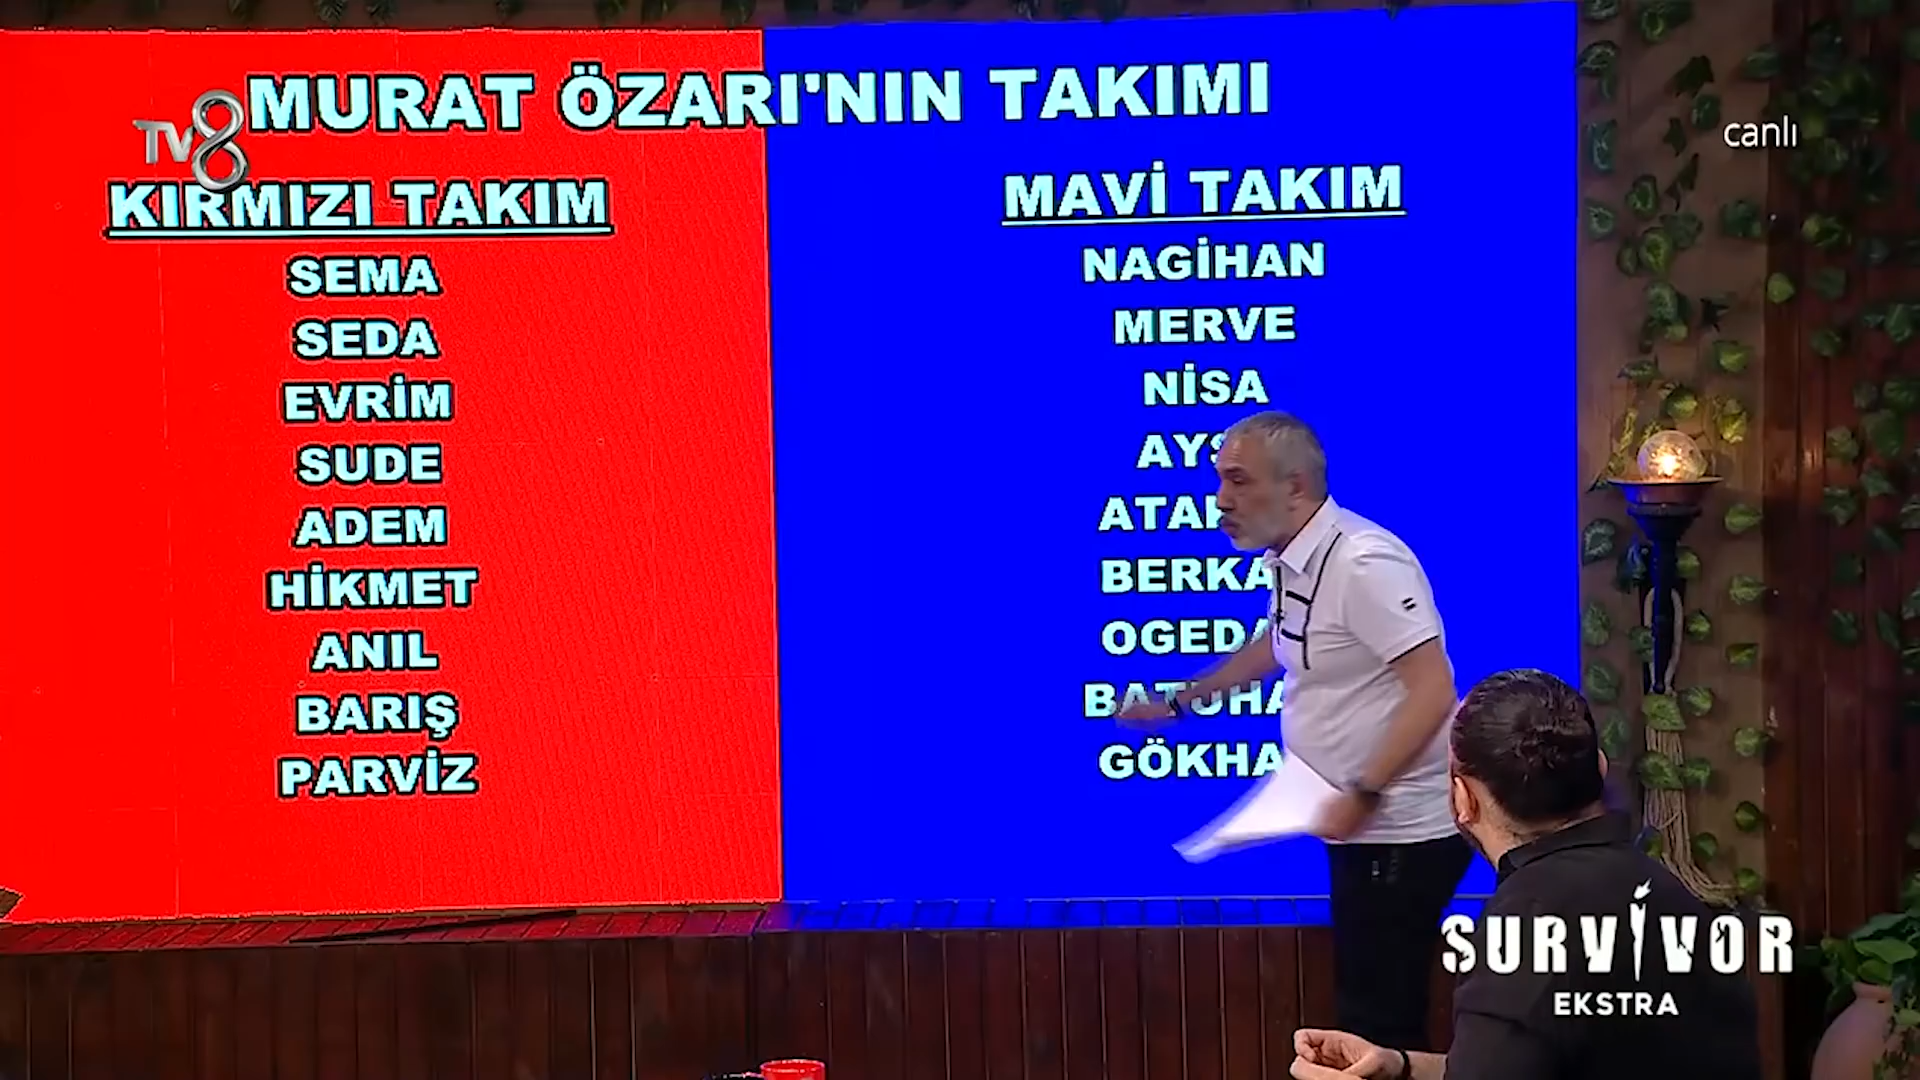 MURAT ÖZARI'NIN TAKIMI
TV8
canlı
KIRMIZI TAKIM
SEMA
SEDA
EVRİM
SUDE
ADEM
HİKMET
ANIL
BARIŞ
PARVİZ
MAVİ TAKIM
NAGİHAN
MERVE
NİSA
SURVIVOR
EKSTRA